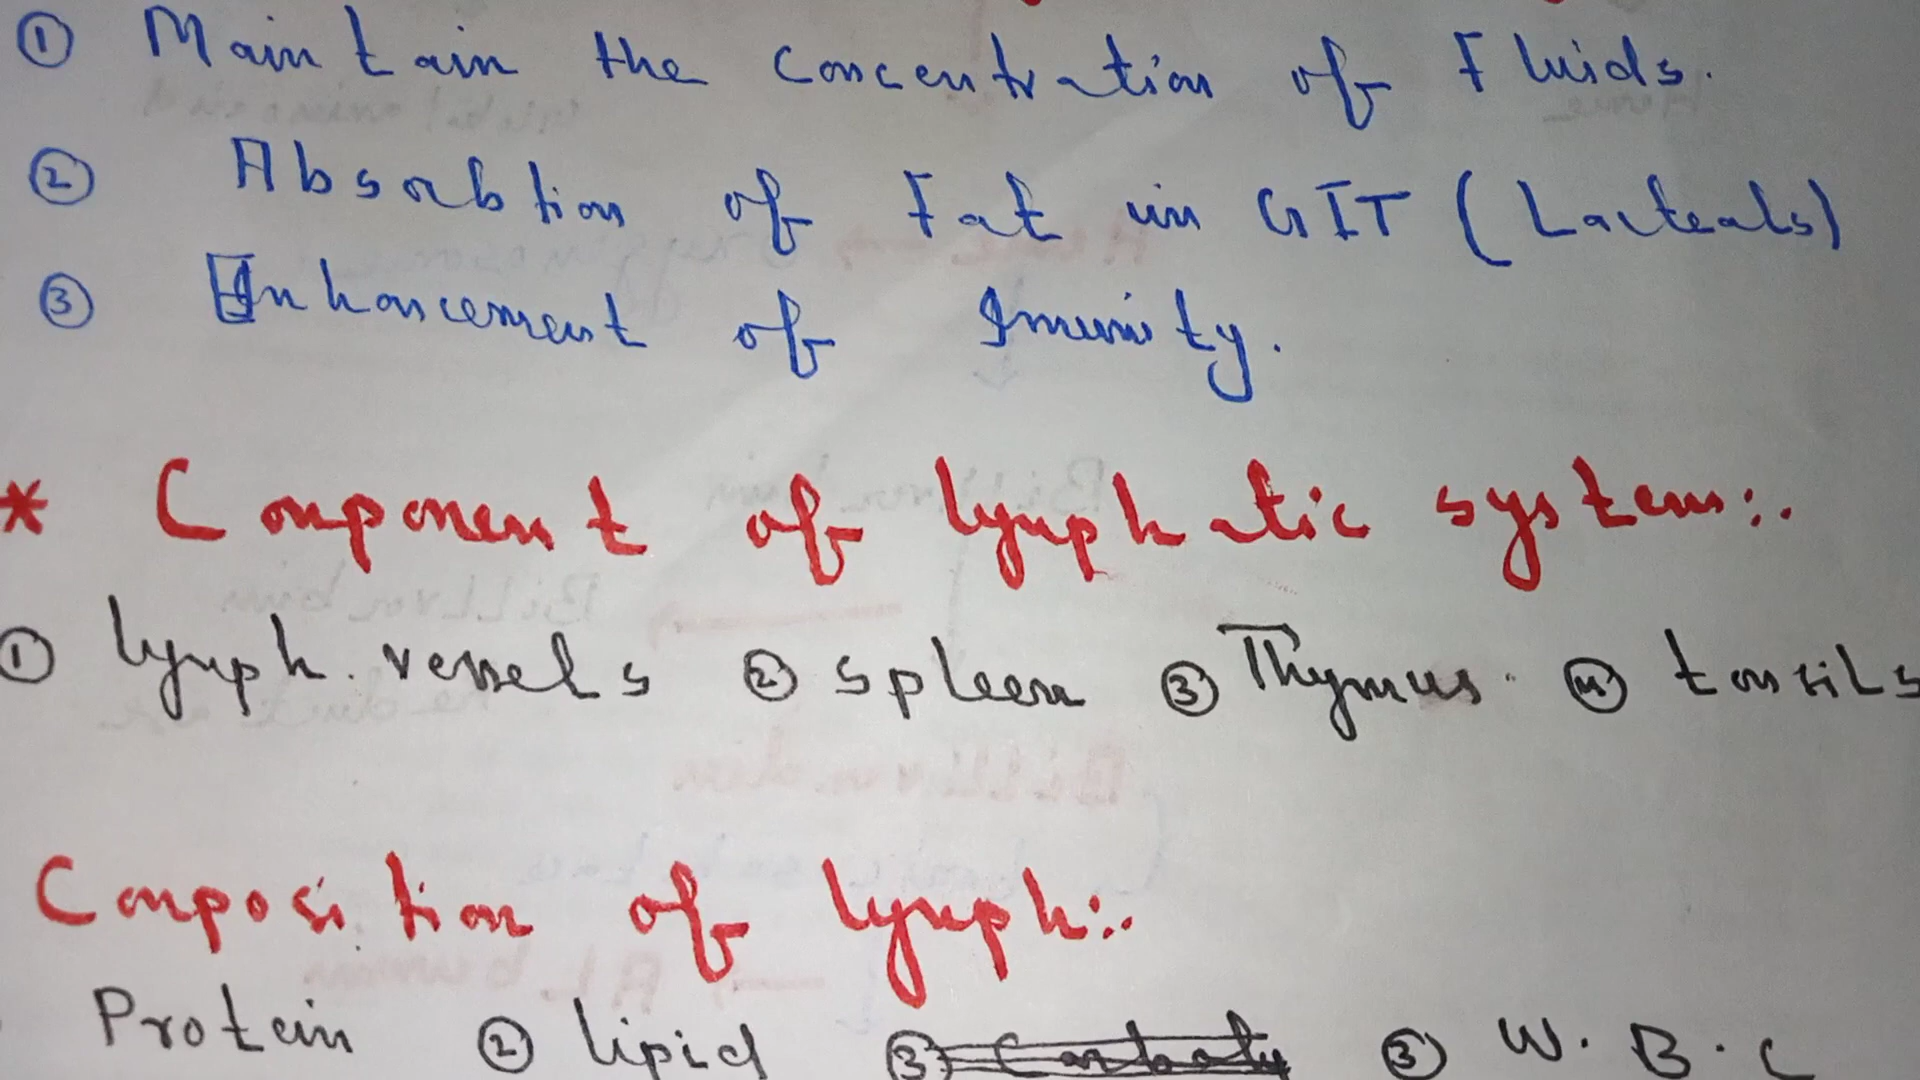 ① Maintain the concentration of Fluids.
② Absorbtion of Fat in GIT (Lacteals)
③ Enhancement of Imunity.
* Component of lymphatic system:.
① lymph. vessels ② spleen ③ Thymus. ④ tonsils
Composition of lymph:.
Protein ② lipid ③ ③ W.B.C